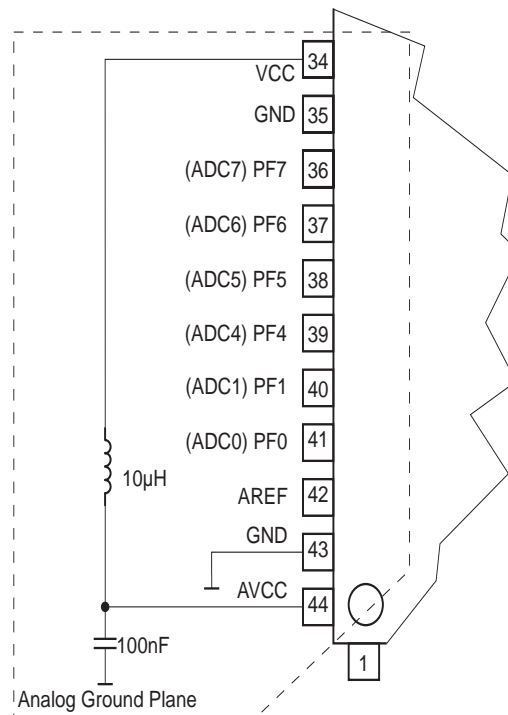 VCC 34
GND 35
(ADC7) PF7 36
(ADC6) PF6 37
(ADC5) PF5 38
(ADC4) PF4 39
(ADC1) PF1 40
(ADC0) PF0 41
10µH
AREF 42
GND 43
AVCC 44
100nF
1
Analog Ground Plane